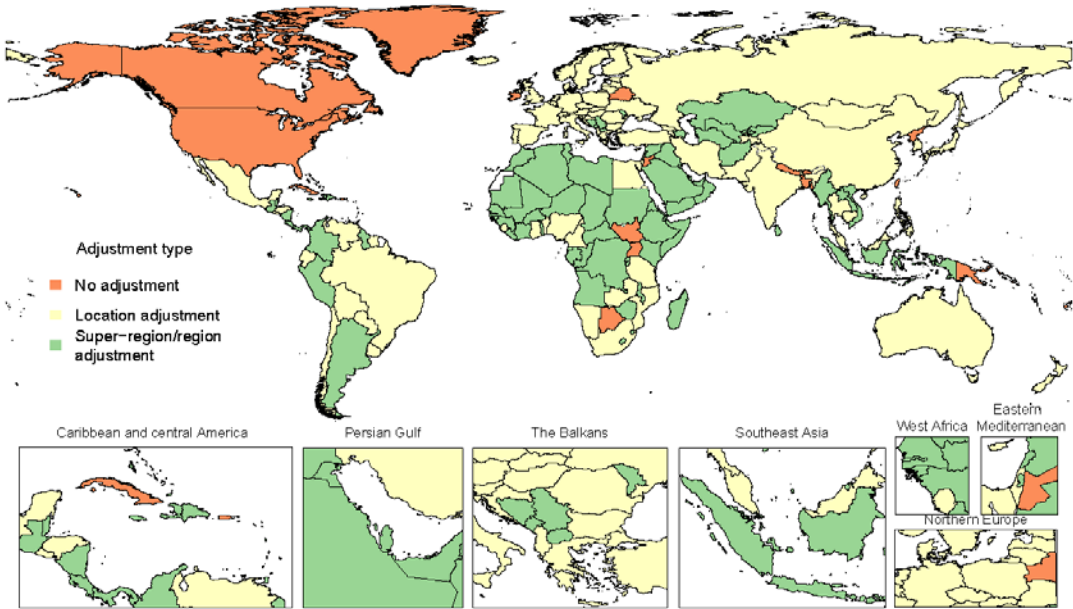 Adjustment type
No adjustment
Location adjustment
Super-region/region
adjustment
Caribbean and central America
Persian Gulf
The Balkans
Southeast Asia
West Africa
Eastern
Mediterranean
Northern Europe